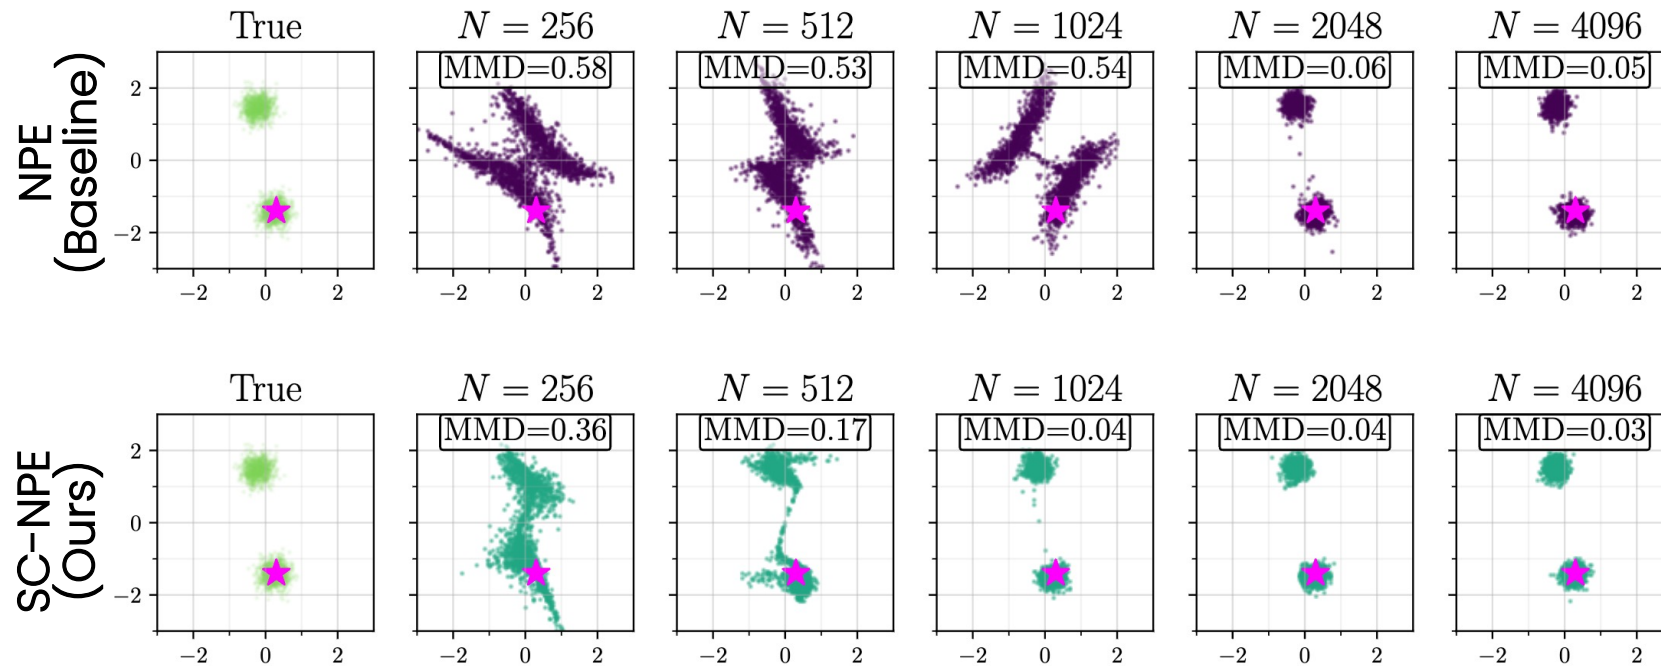 True N = 256 N = 512 N = 1024 N = 2048 N = 4096
MMD=0.58 MMD=0.53 MMD=0.54 MMD=0.06 MMD=0.05
NPE
(Baseline)
2
0
−2
−2 0 2 −2 0 2 −2 0 2 −2 0 2 −2 0 2 −2 0 2
True N = 256 N = 512 N = 1024 N = 2048 N = 4096
MMD=0.36 MMD=0.17 MMD=0.04 MMD=0.04 MMD=0.03
SC−NPE
(Ours)
2
0
−2
−2 0 2 −2 0 2 −2 0 2 −2 0 2 −2 0 2 −2 0 2